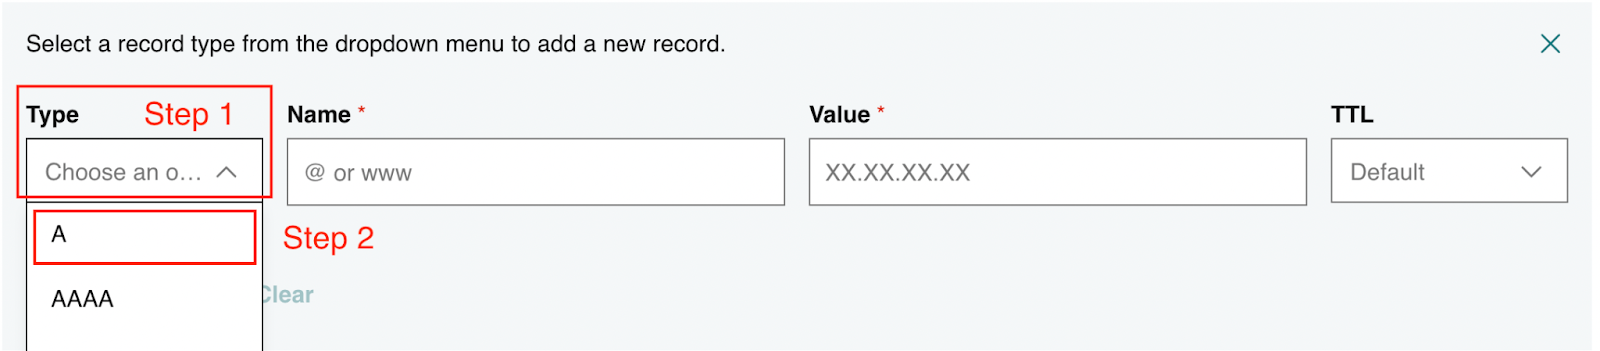 Select a record type from the dropdown menu to add a new record.
Type Step 1 Name * Value * TTL
Choose an o... @ or www XX.XX.XX.XX Default
A Step 2
AAAA Clear